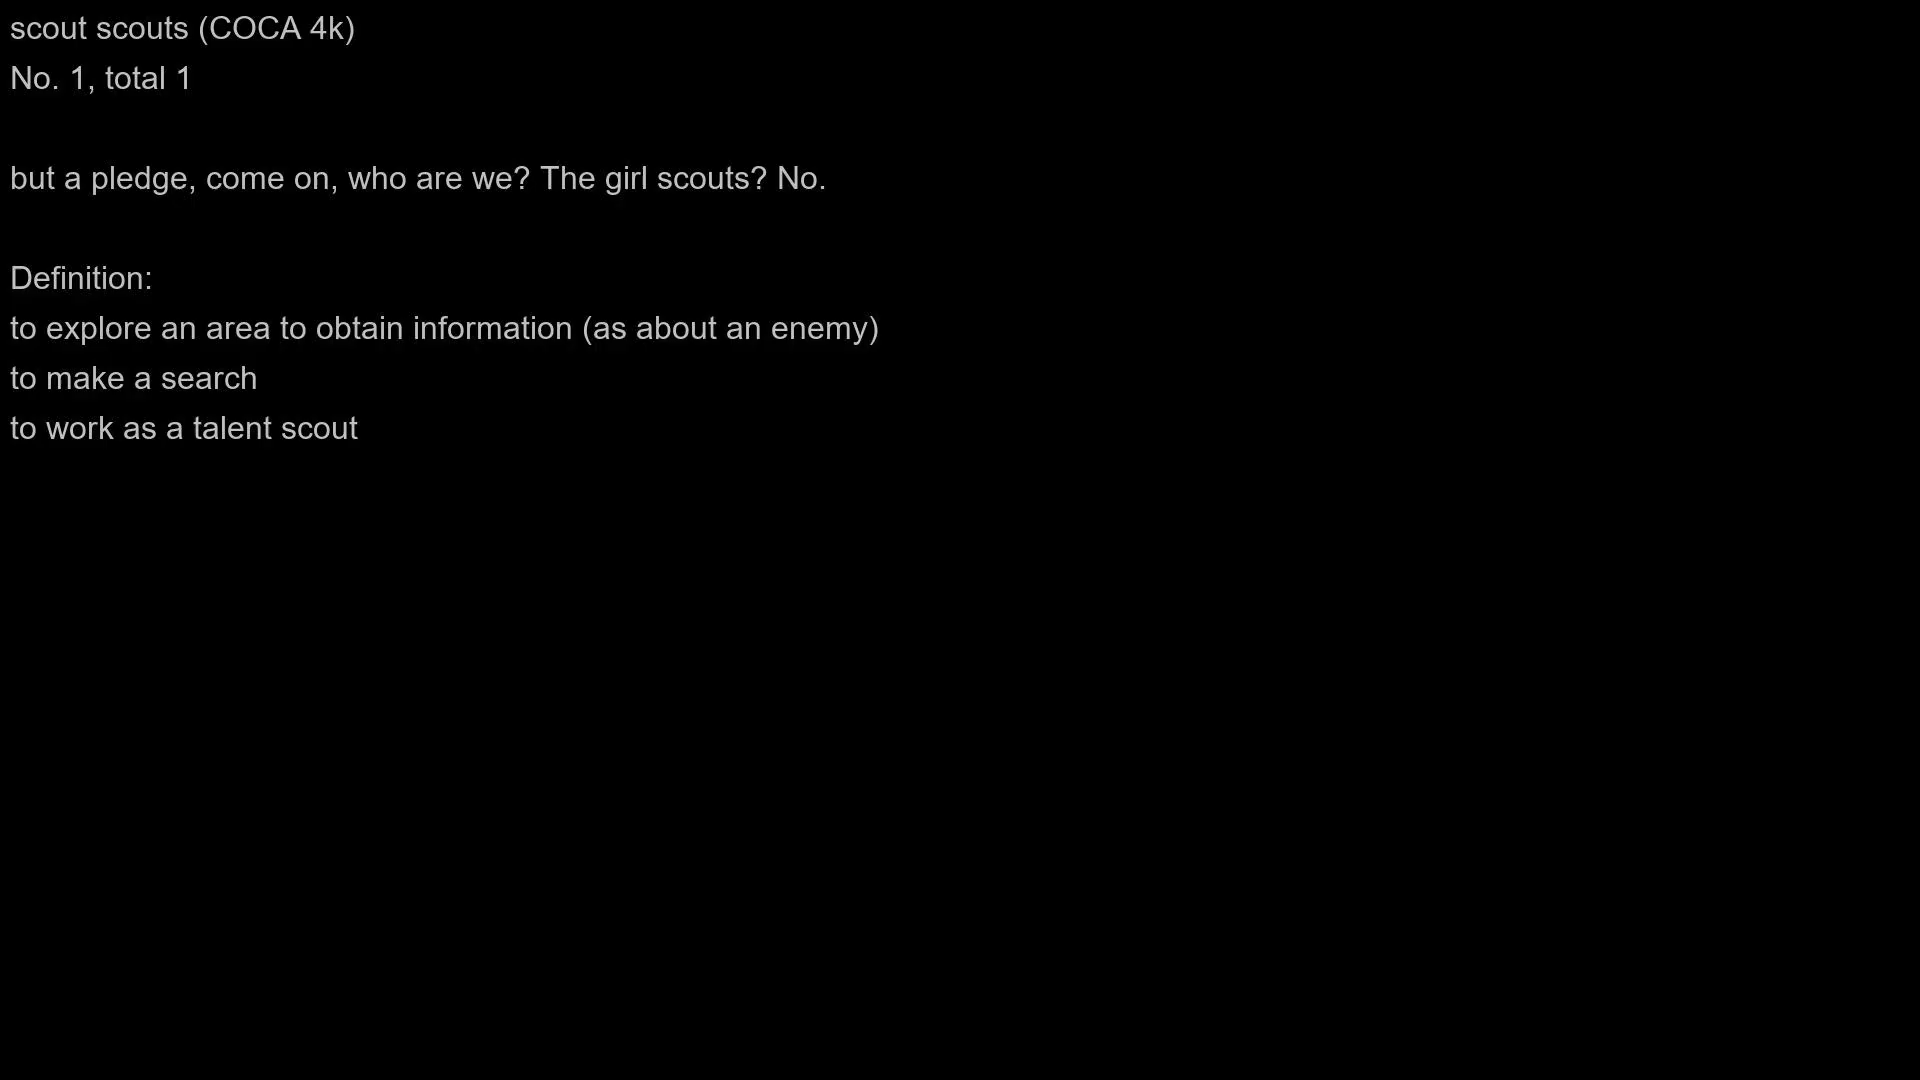 scout scouts (COCA 4k)
No. 1, total 1
but a pledge, come on, who are we? The girl scouts? No.
Definition:
to explore an area to obtain information (as about an enemy)
to make a search
to work as a talent scout